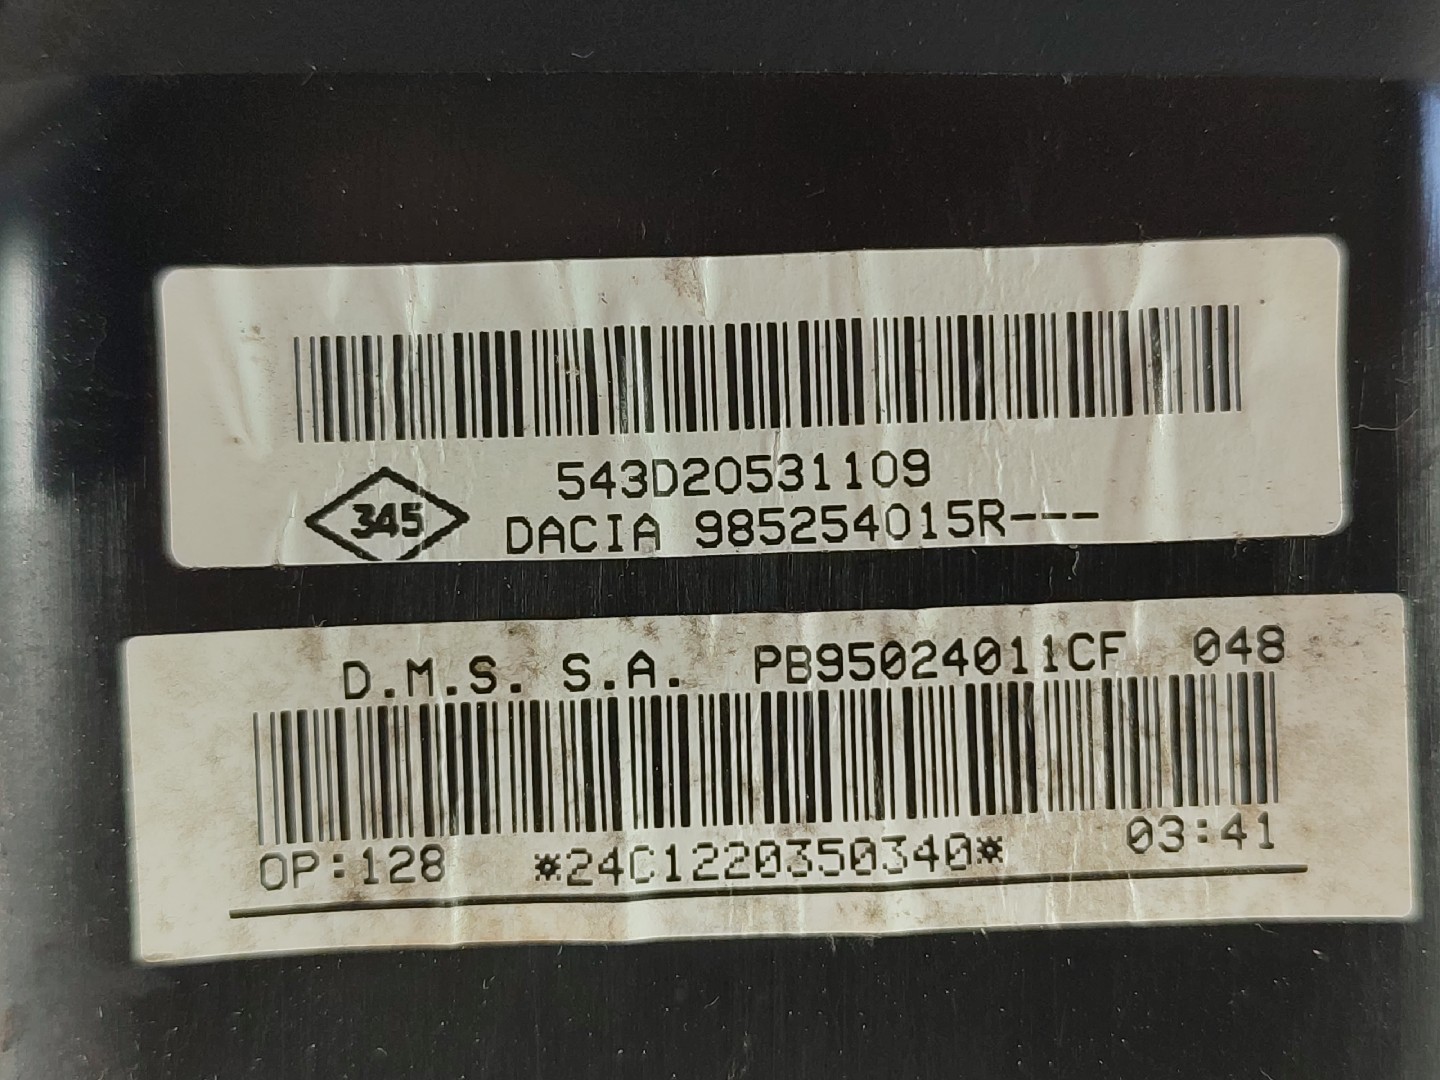 543D20531109
345
DACIA 985254015R---
D.M.S. S.A. PB95024011CF 048
OP:128 *24C1220350340* 03:41